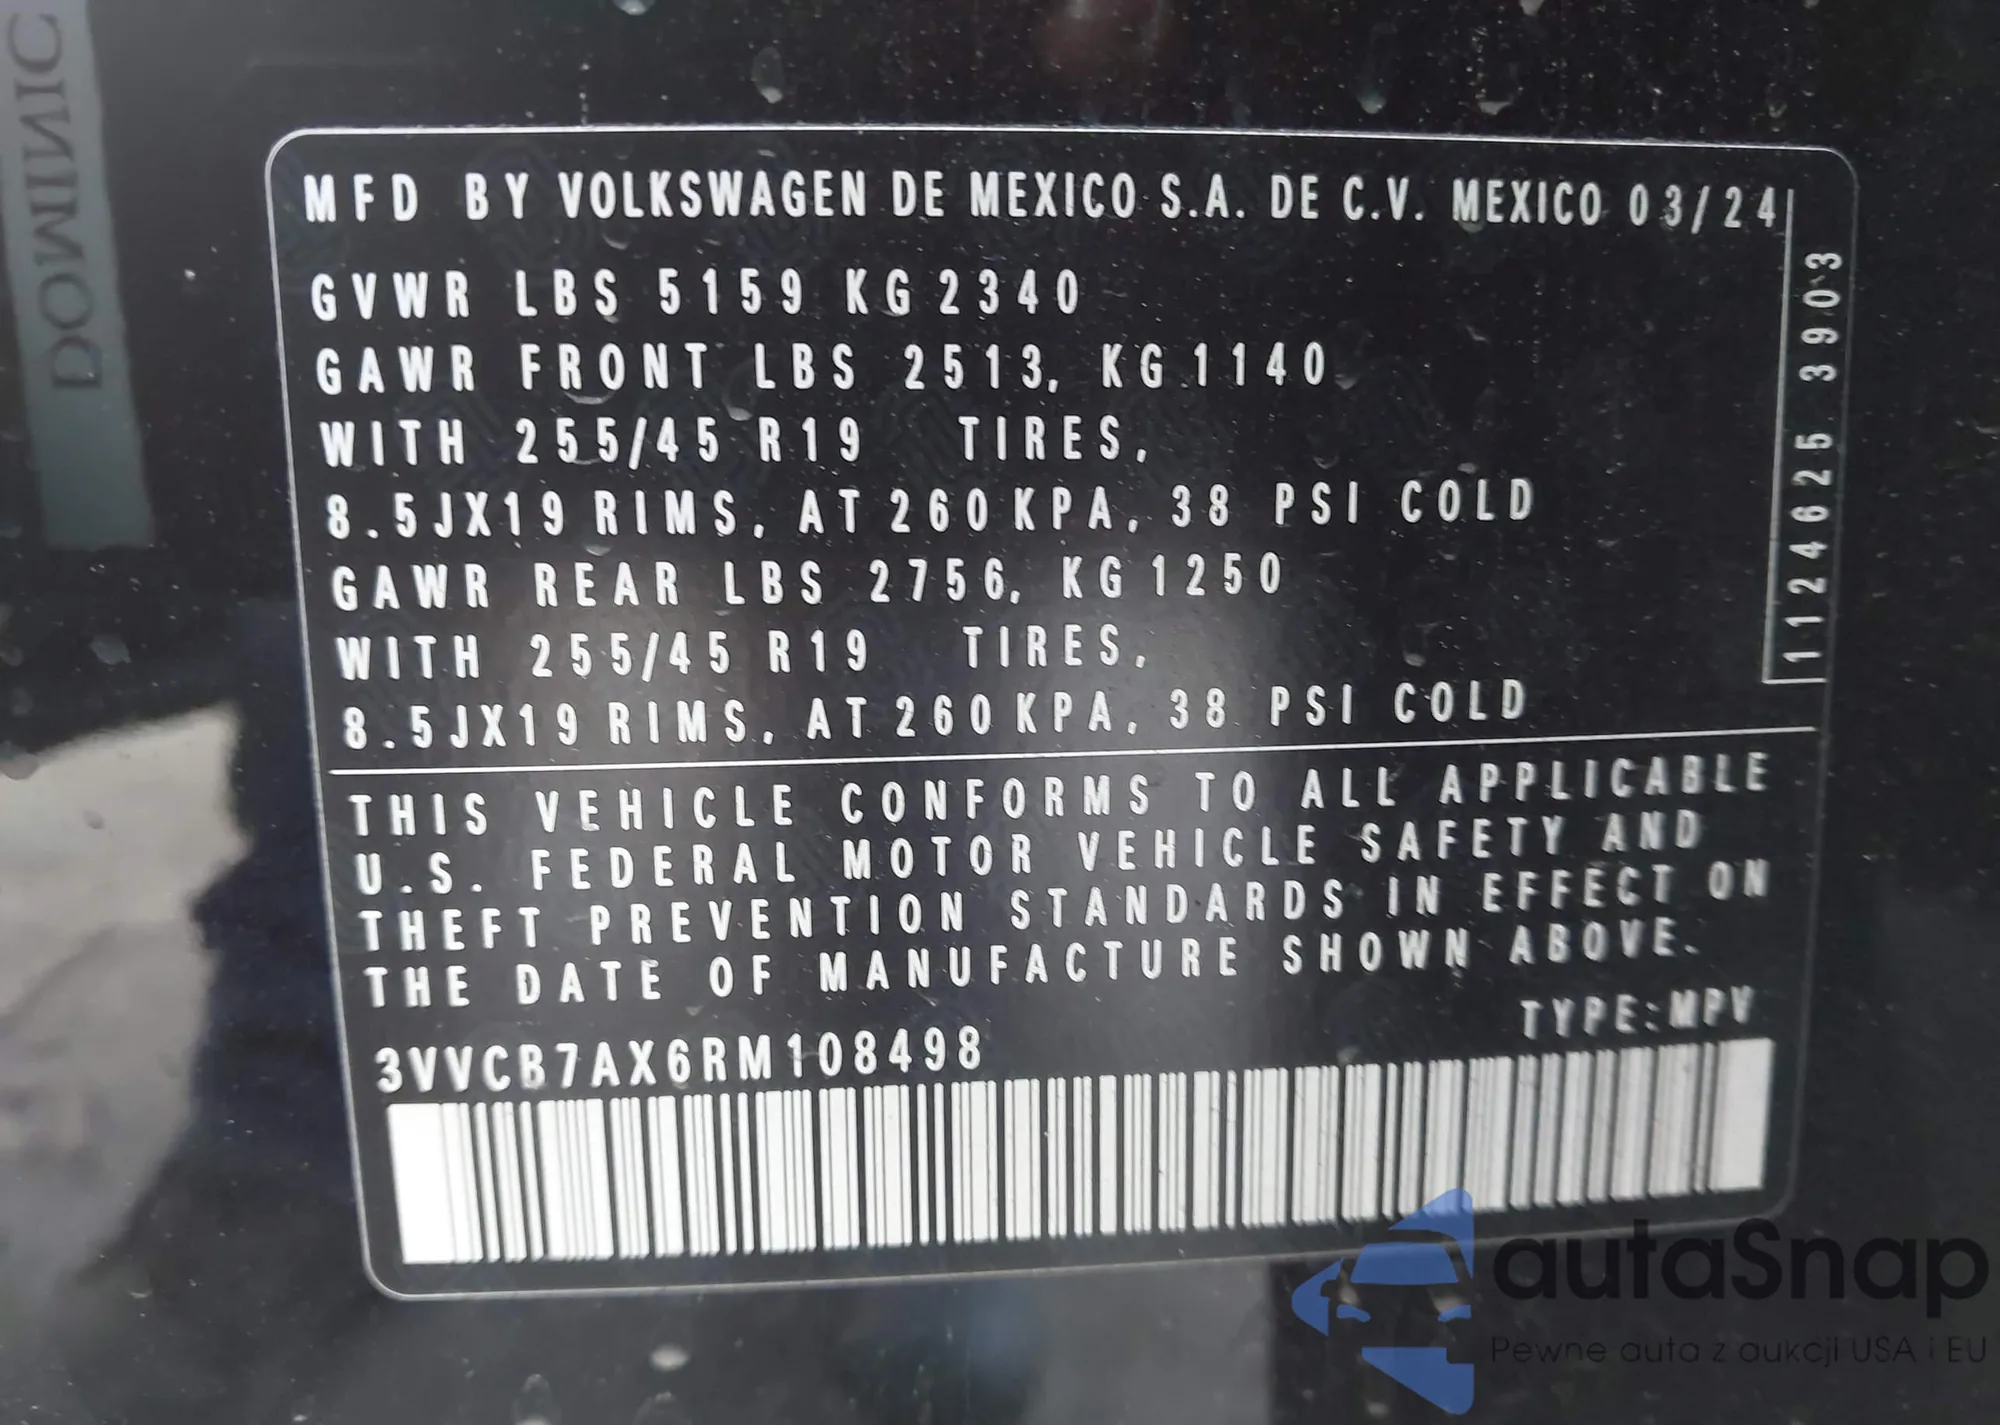 DOMINIC
MFD BY VOLKSWAGEN DE MEXICO S.A. DE C.V. MEXICO 03/24
GVWR LBS 5159 KG 2340
GAWR FRONT LBS 2513, KG 1140
WITH 255/45 R19 TIRES,
8.5JX19 RIMS, AT 260 KPA, 38 PSI COLD
GAWR REAR LBS 2756, KG 1250
WITH 255/45 R19 TIRES,
8.5JX19 RIMS, AT 260 KPA, 38 PSI COLD
1124625 3903
THIS VEHICLE CONFORMS TO ALL APPLICABLE
U.S. FEDERAL MOTOR VEHICLE SAFETY AND
THEFT PREVENTION STANDARDS IN EFFECT ON
THE DATE OF MANUFACTURE SHOWN ABOVE.
TYPE:MPV
3VVCB7AX6RM108498
autaSnap
Pewne auta z aukcji USA i EU